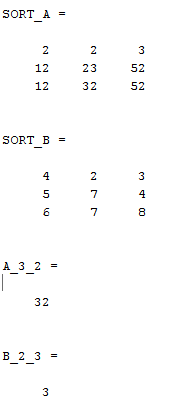 SORT_A =
2 2 3
12 23 52
12 32 52
SORT_B =
4 2 3
5 7 4
6 7 8
A_3_2 =
32
B_2_3 =
3